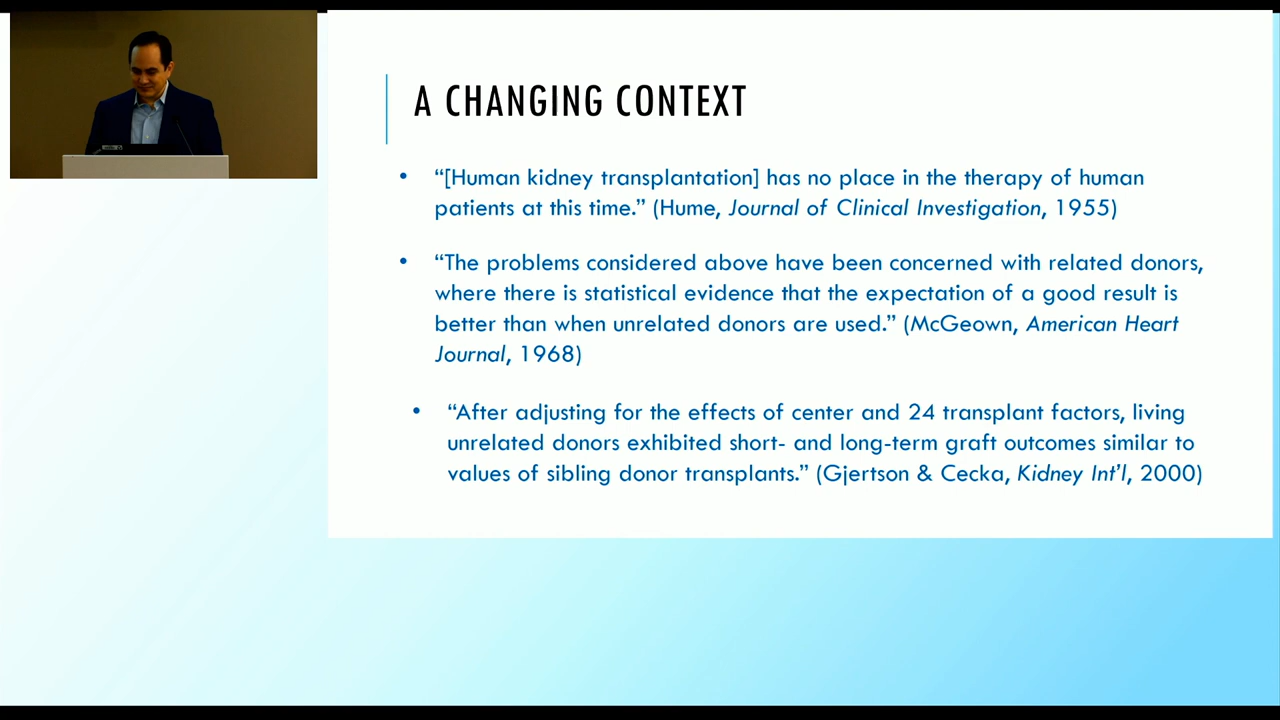 A CHANGING CONTEXT
• “[Human kidney transplantation] has no place in the therapy of human
patients at this time.” (Hume, Journal of Clinical Investigation, 1955)
• “The problems considered above have been concerned with related donors,
where there is statistical evidence that the expectation of a good result is
better than when unrelated donors are used.” (McGeown, American Heart
Journal, 1968)
• “After adjusting for the effects of center and 24 transplant factors, living
unrelated donors exhibited short- and long-term graft outcomes similar to
values of sibling donor transplants.” (Gjertson & Cecka, Kidney Int’l, 2000)